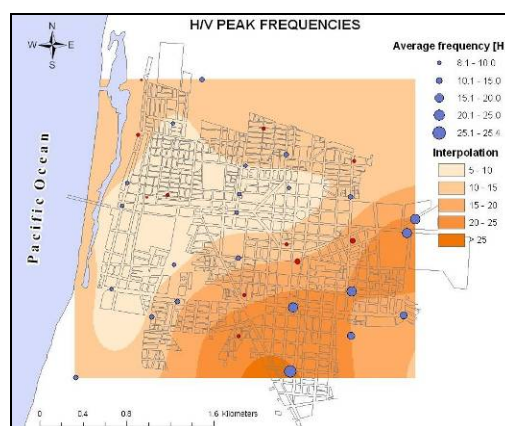 H/V PEAK FREQUENCIES
N
W E
S
Average frequency [H
8.1 - 10.0
10.1 - 15.0
15.1 - 20.0
20.1 - 25.0
25.1 - 25.4
Interpolation
5 - 10
10 - 15
15 - 20
20 - 25
> 25
Pacific Ocean
0 0.4 0.8 1.6 Kilometers